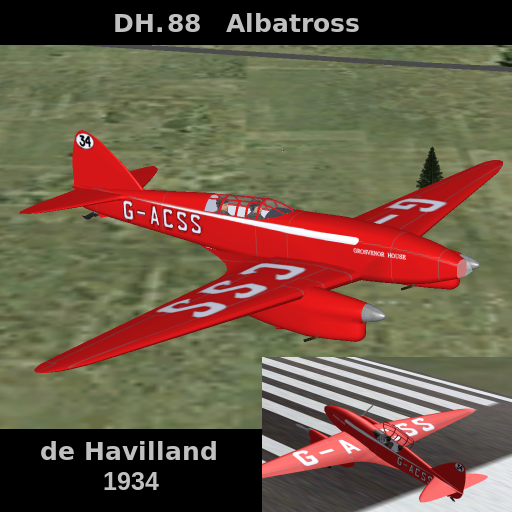 DH.88 Albatross
34
G-ACSS
G-
GROSVENOR HOUSE
CSS
G-A
SS
G-ACSS
de Havilland
1934